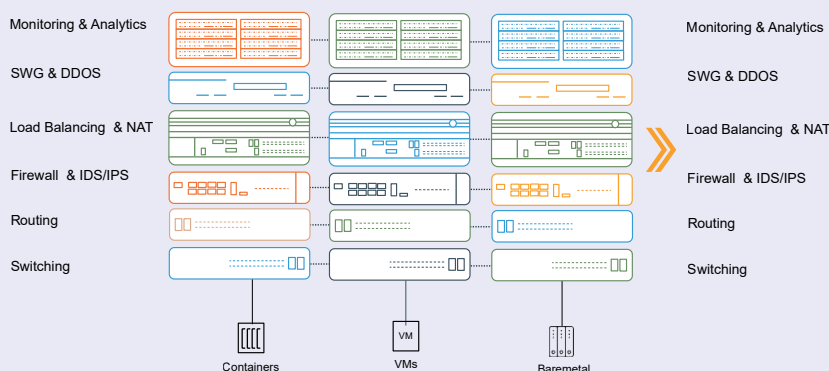 Monitoring & Analytics
SWG & DDOS
Load Balancing & NAT
Firewall & IDS/IPS
Routing
Switching
Containers
VM
VMs
Baremetal
Monitoring & Analytics
SWG & DDOS
Load Balancing & NAT
Firewall & IDS/IPS
Routing
Switching